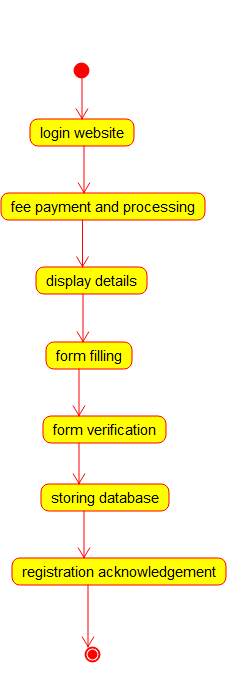 login website
fee payment and processing
display details
form filling
form verification
storing database
registration acknowledgement